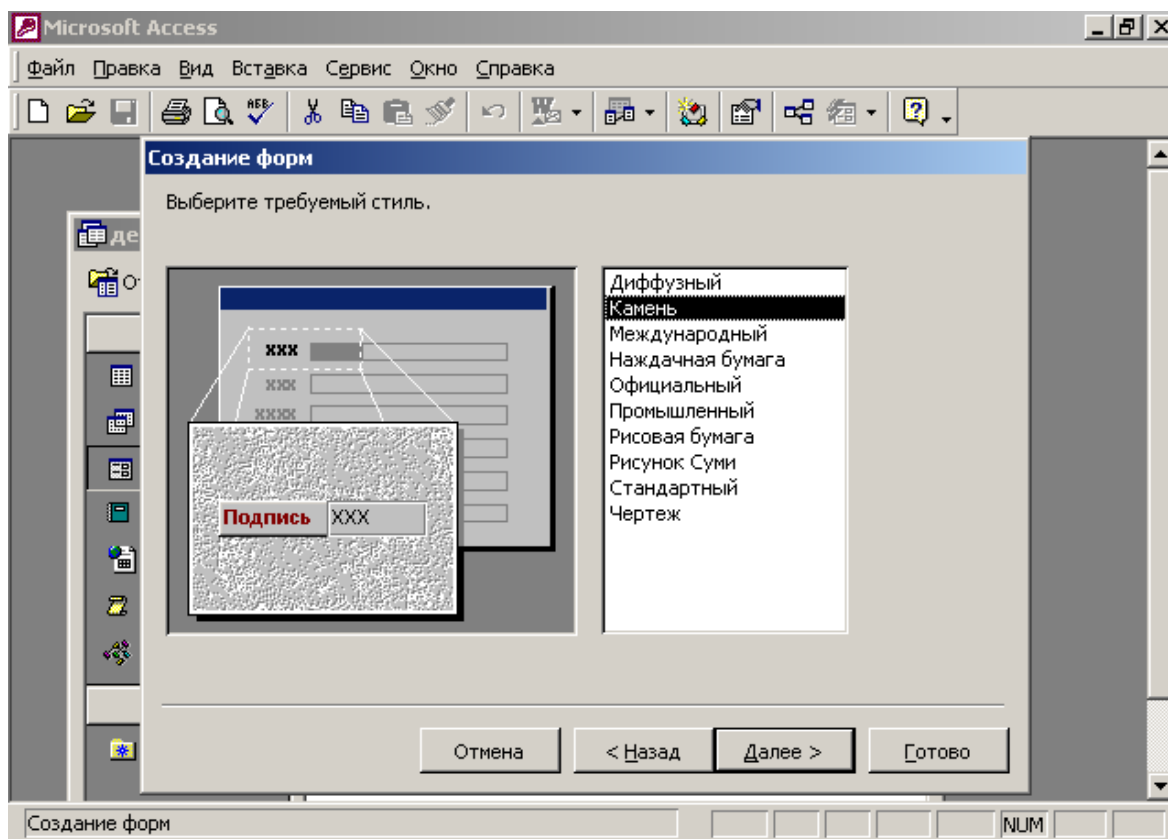 Microsoft Access
Файл Правка Вид Вставка Сервис Окно Справка
Создание форм
Выберите требуемый стиль.
xxx
xxx
xxxx
Подпись XXX
Диффузный
Камень
Международный
Наждачная бумага
Официальный
Промышленный
Рисовая бумага
Рисунок Суми
Стандартный
Чертеж
Отмена < Назад Далее > Готово
Создание форм NUM